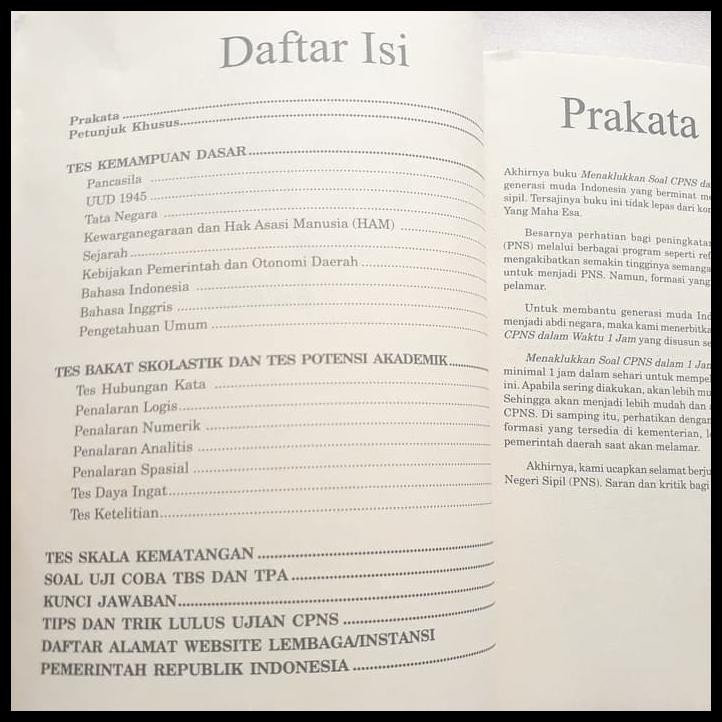 Daftar Isi
Prakata
Petunjuk Khusus
TES KEMAMPUAN DASAR
Pancasila
UUD 1945
Tata Negara
Kewarganegaraan dan Hak Asasi Manusia (HAM)
Sejarah
Kebijakan Pemerintah dan Otonomi Daerah
Bahasa Indonesia
Bahasa Inggris
Pengetahuan Umum
TES BAKAT SKOLASTIK DAN TES POTENSI AKADEMIK
Tes Hubungan Kata
Penalaran Logis
Penalaran Numerik
Penalaran Analitis
Penalaran Spasial
Tes Daya Ingat
Tes Ketelitian
TES SKALA KEMATANGAN
SOAL UJI COBA TBS DAN TPA
KUNCI JAWABAN
TIPS DAN TRIK LULUS UJIAN CPNS
DAFTAR ALAMAT WEBSITE LEMBAGA/INSTANSI
PEMERINTAH REPUBLIK INDONESIA
Prakata
Akhirnya buku Menaklukkan Soal CPNS
generasi muda Indonesia yang berminat
sipil. Tersajinya buku ini tidak lepas dari
Yang Maha Esa.
Besarnya perhatian bagi
(PNS) melalui berbagai program seperti
mengakibatkan semakin tingginya
untuk menjadi PNS. Namun, formasi yang
pelamar.
Untuk membantu generasi muda
menjadi abdi negara, maka kami
CPNS dalam Waktu 1 Jam yang disusun
Menaklukkan Soal CPNS dalam 1
minimal 1 jam dalam sehari untuk
ini. Apabila sering diakukan, akan lebih
Sehingga akan menjadi lebih mudah dan
CPNS. Di samping itu, perhatikan
formasi yang tersedia di kementerian,
pemerintah daerah saat akan melamar.
Akhirnya, kami ucapkan selamat
Negeri Sipil (PNS). Saran dan kritik bagi